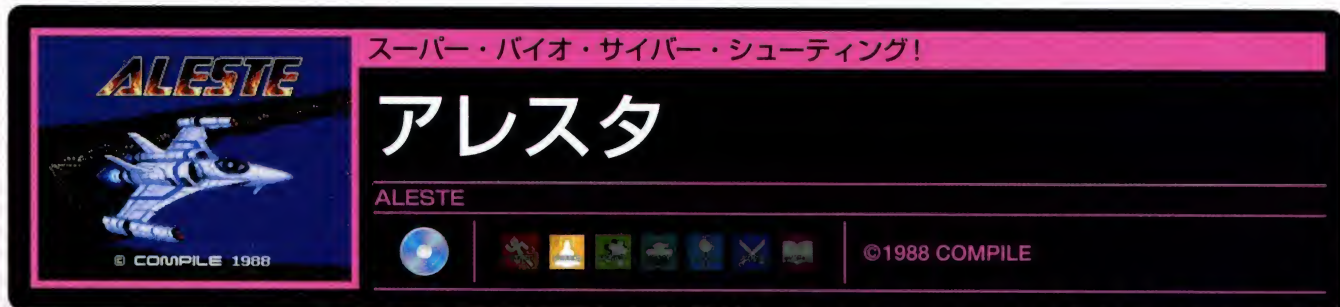 スーパー・バイオ・サイバー・シューティング!
ALESTE
アレスタ
ALESTE
© COMPILE 1988
©1988 COMPILE